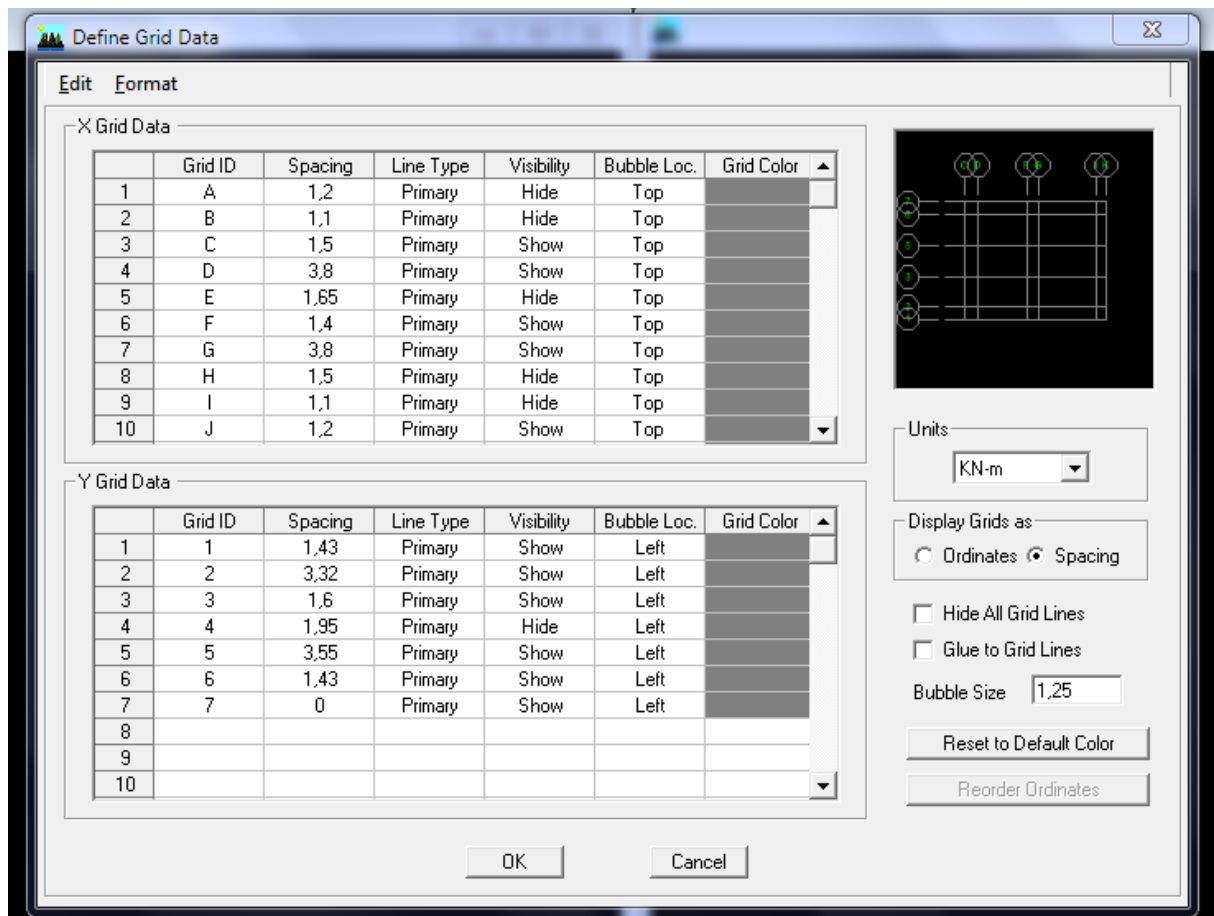 Define Grid Data
Edit Format
X Grid Data
Grid ID Spacing Line Type Visibility Bubble Loc. Grid Color
1 A 1,2 Primary Hide Top
2 B 1,1 Primary Hide Top
3 C 1,5 Primary Show Top
4 D 3,8 Primary Show Top
5 E 1,65 Primary Hide Top
6 F 1,4 Primary Show Top
7 G 3,8 Primary Show Top
8 H 1,5 Primary Hide Top
9 I 1,1 Primary Hide Top
10 J 1,2 Primary Show Top
Y Grid Data
Grid ID Spacing Line Type Visibility Bubble Loc. Grid Color
1 1 1,43 Primary Show Left
2 2 3,32 Primary Show Left
3 3 1,6 Primary Show Left
4 4 1,95 Primary Hide Left
5 5 3,55 Primary Show Left
6 6 1,43 Primary Show Left
7 7 0 Primary Show Left
8
9
10
Units
KN-m
Display Grids as
Ordinates Spacing
Hide All Grid Lines
Glue to Grid Lines
Bubble Size 1,25
Reset to Default Color
Reorder Ordinates
OK Cancel